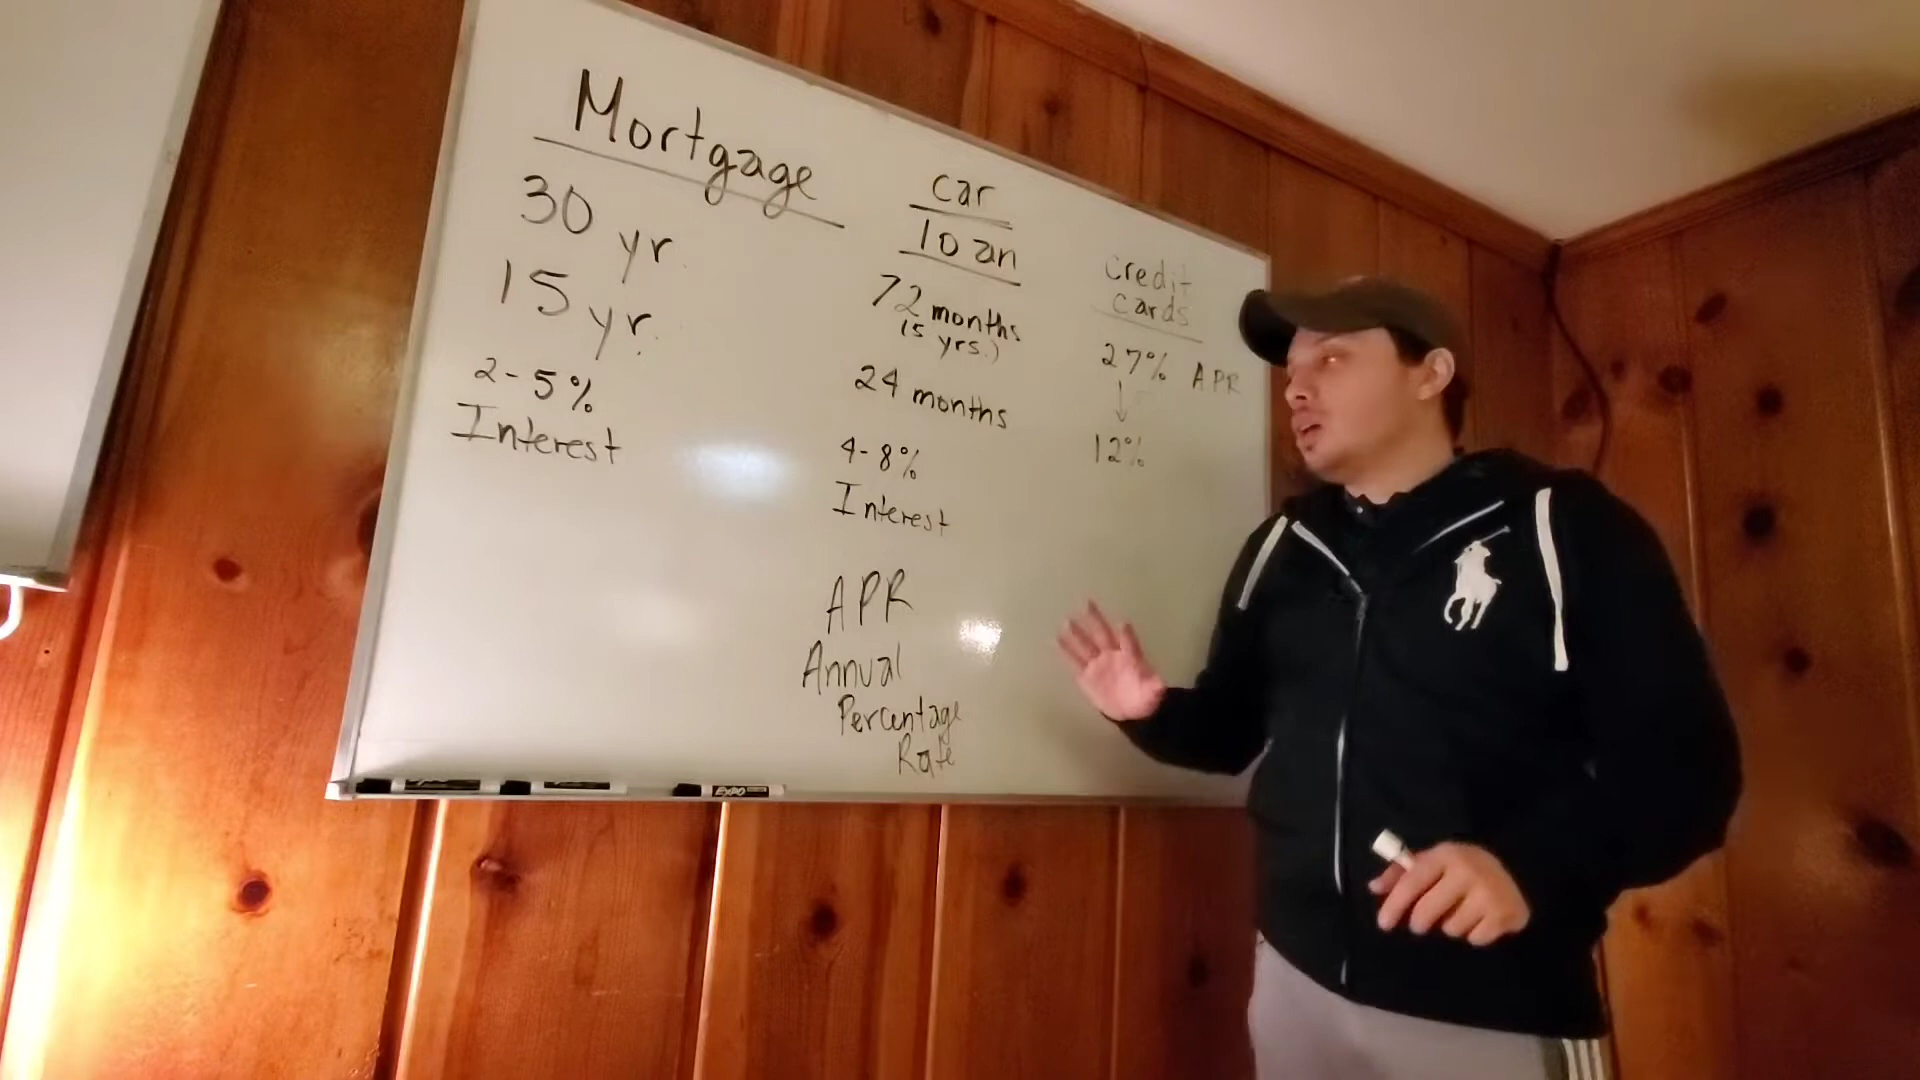 Mortgage
30 yr.
15 yr.
2-5%
Interest
car
loan
72 months
(5 yrs.)
24 months
4-8%
Interest
APR
Annual
Percentage
Rate
credit
cards
27% APR
12%
EXPO